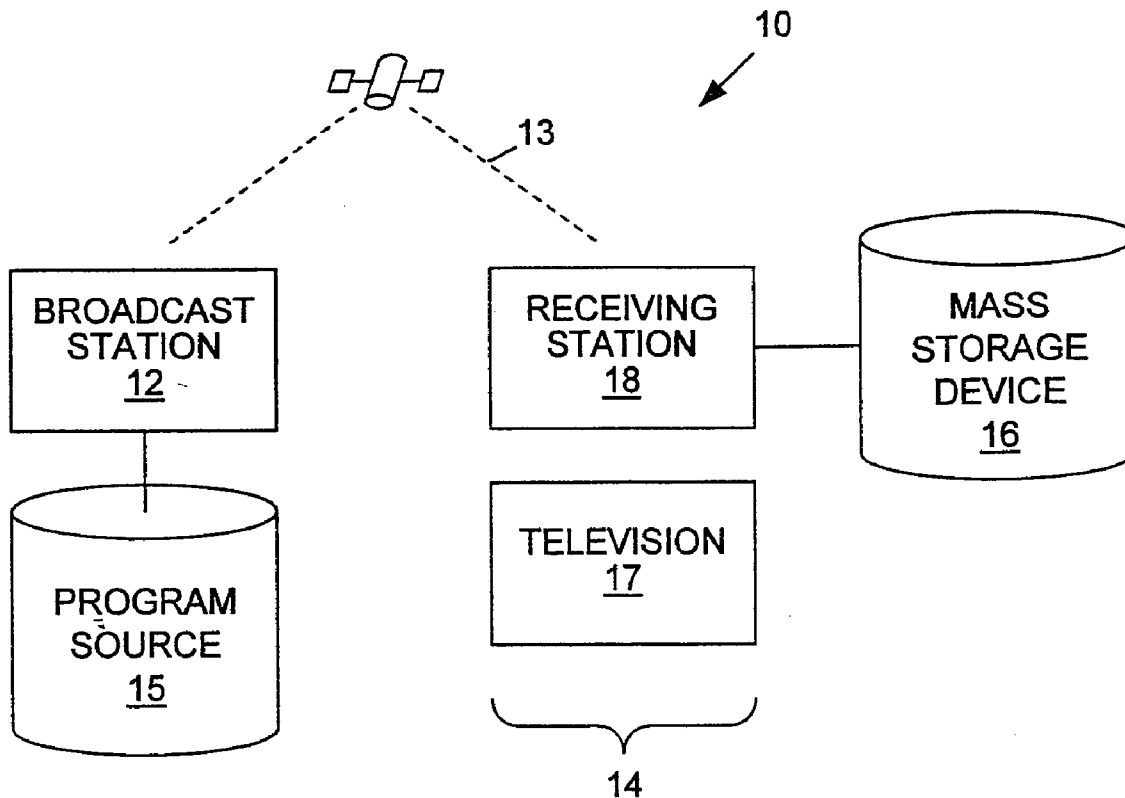 10
13
BROADCAST
STATION
12
RECEIVING
STATION
18
MASS
STORAGE
DEVICE
16
PROGRAM
SOURCE
15
TELEVISION
17
14